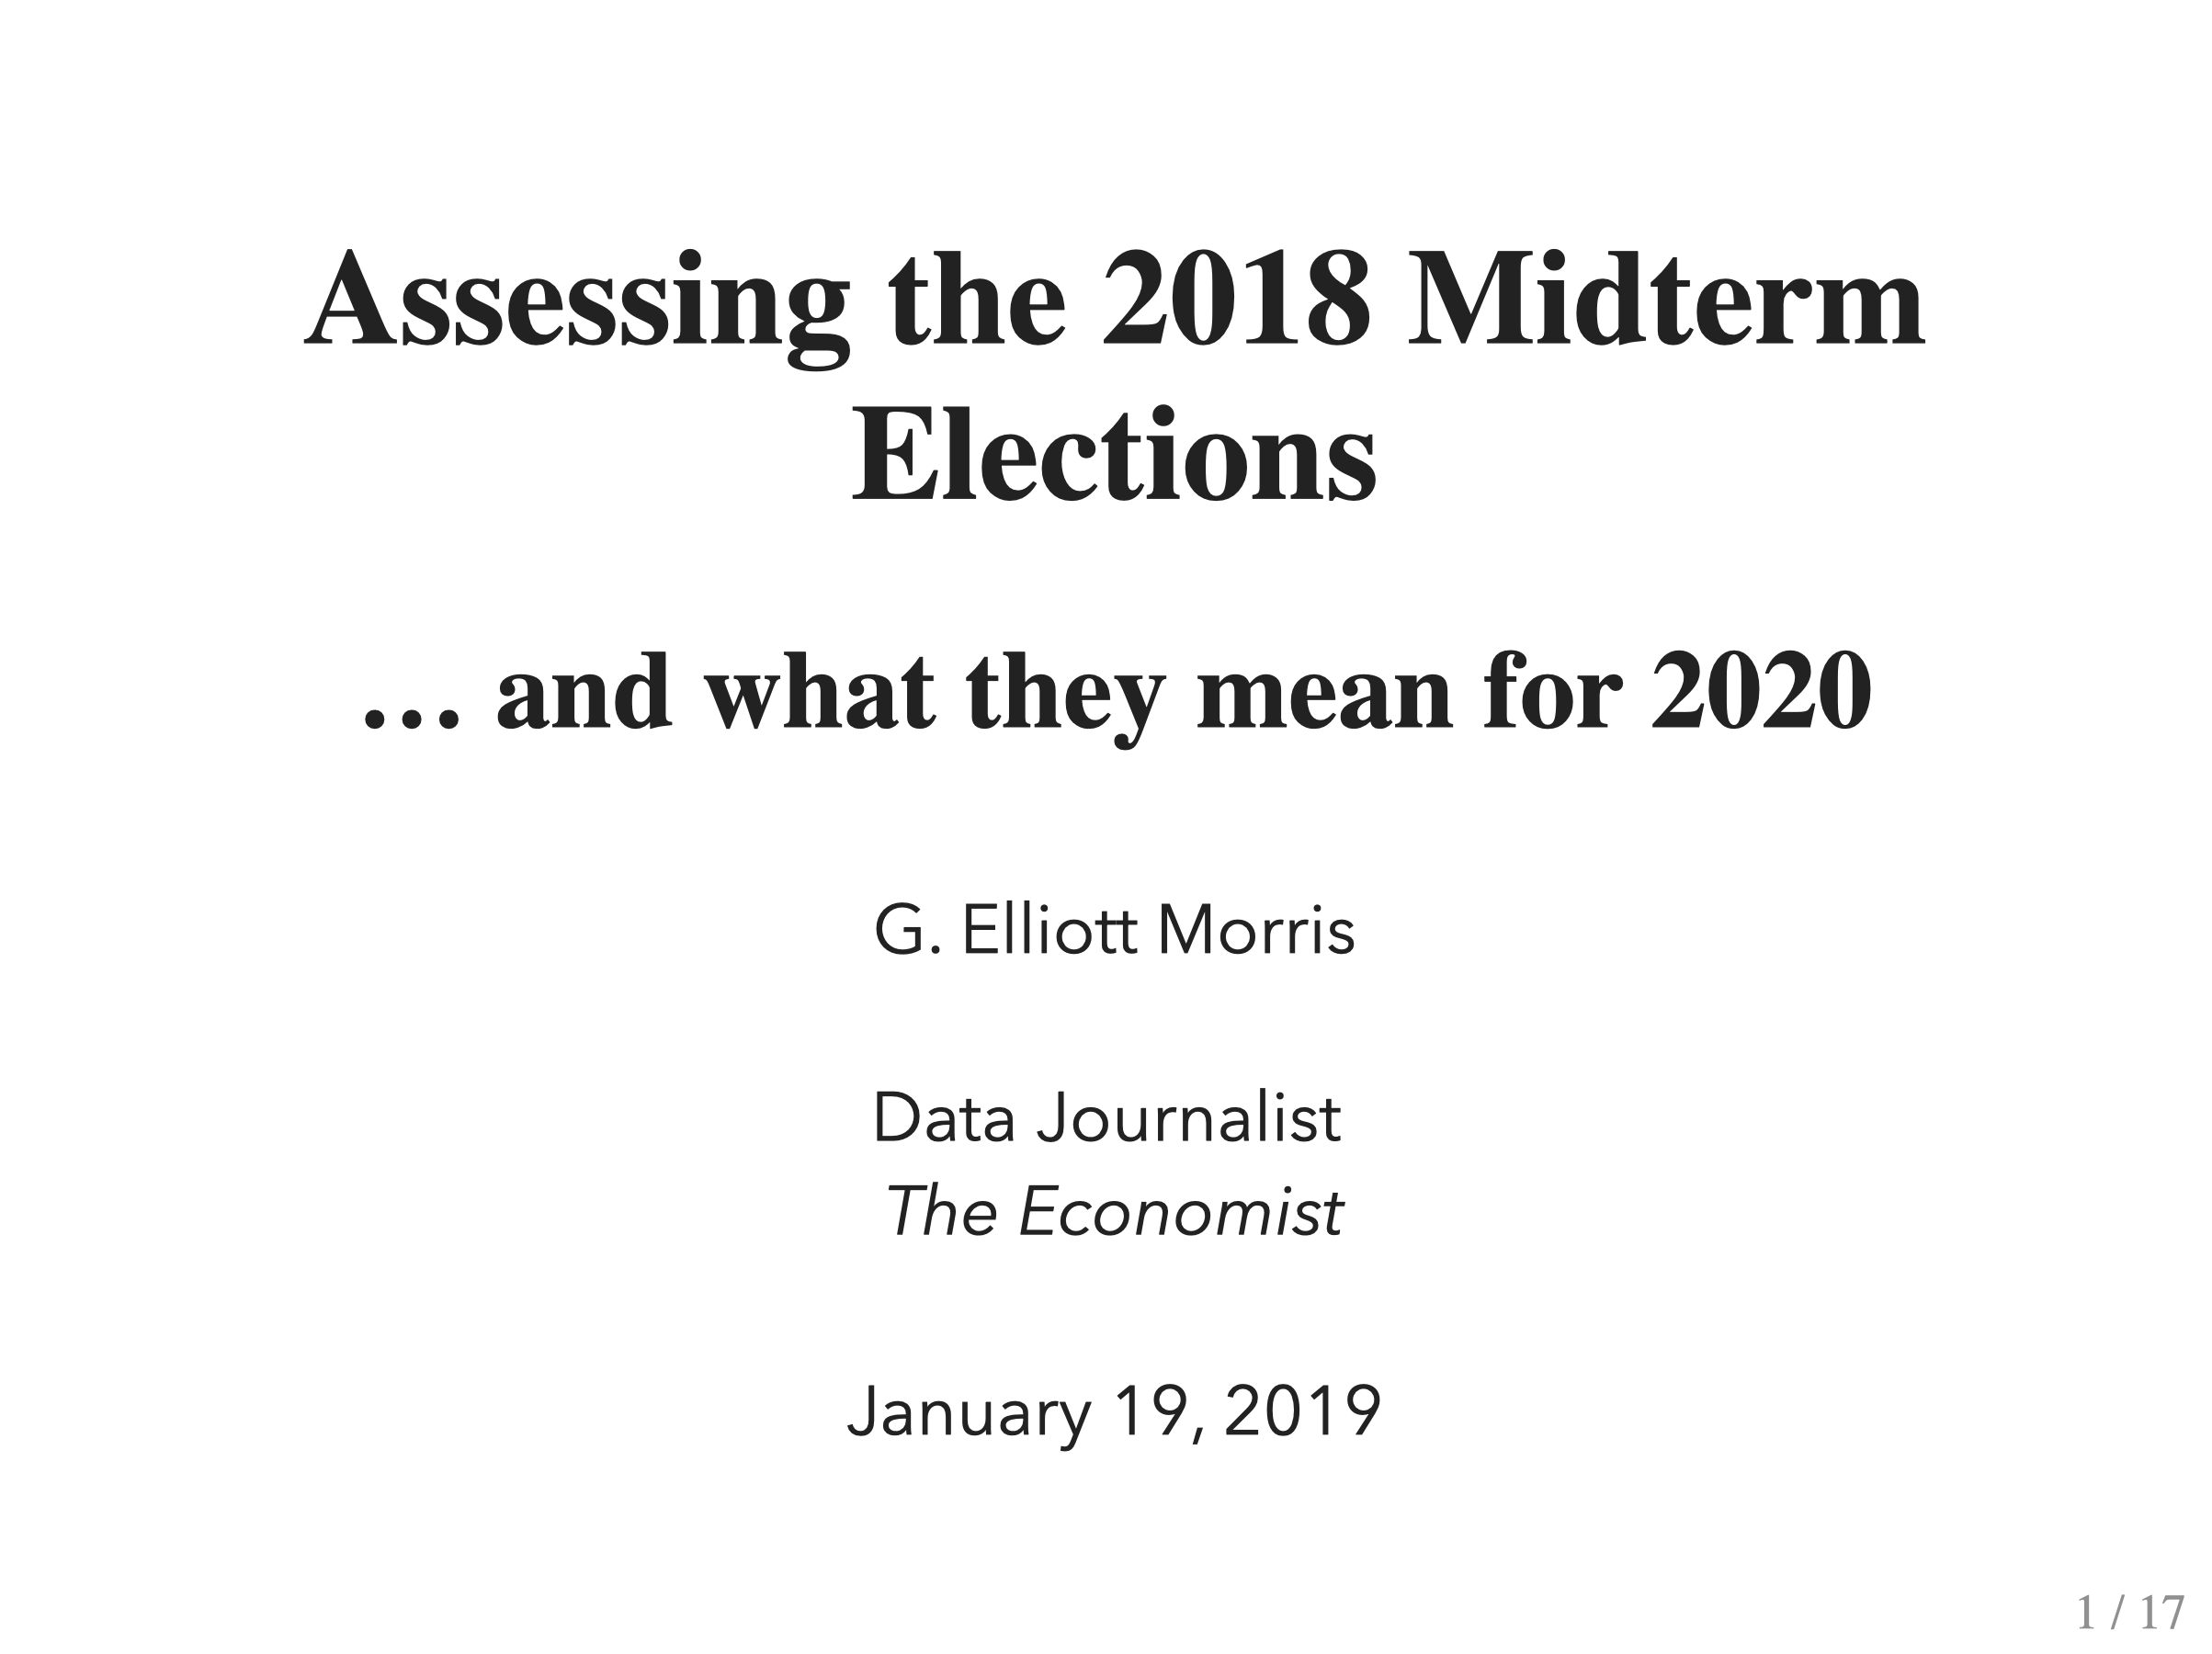 Assessing the 2018 Midterm
Elections
. . . and what they mean for 2020
G. Elliott Morris
Data Journalist
The Economist
January 19, 2019
1 / 17